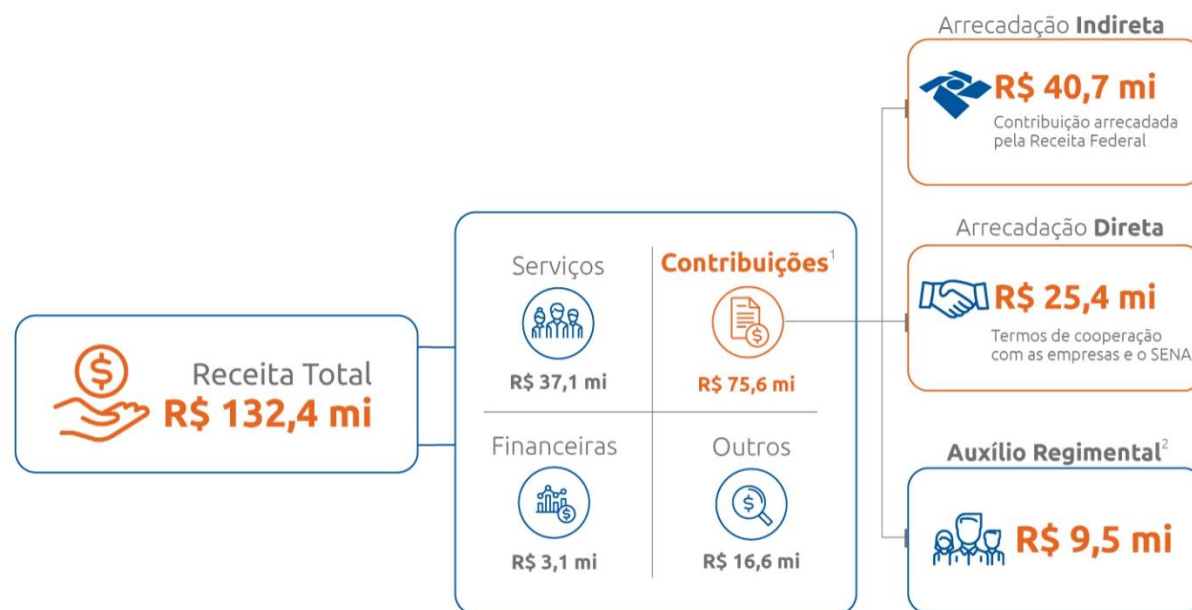 Receita Total
R$ 132,4 mi
Serviços
R$ 37,1 mi
Contribuições¹
R$ 75,6 mi
Financeiras
R$ 3,1 mi
Outros
R$ 16,6 mi
Arrecadação Indireta
R$ 40,7 mi
Contribuição arrecadada
pela Receita Federal
Arrecadação Direta
R$ 25,4 mi
Termos de cooperação
com as empresas e o SENA
Auxílio Regimental²
R$ 9,5 mi